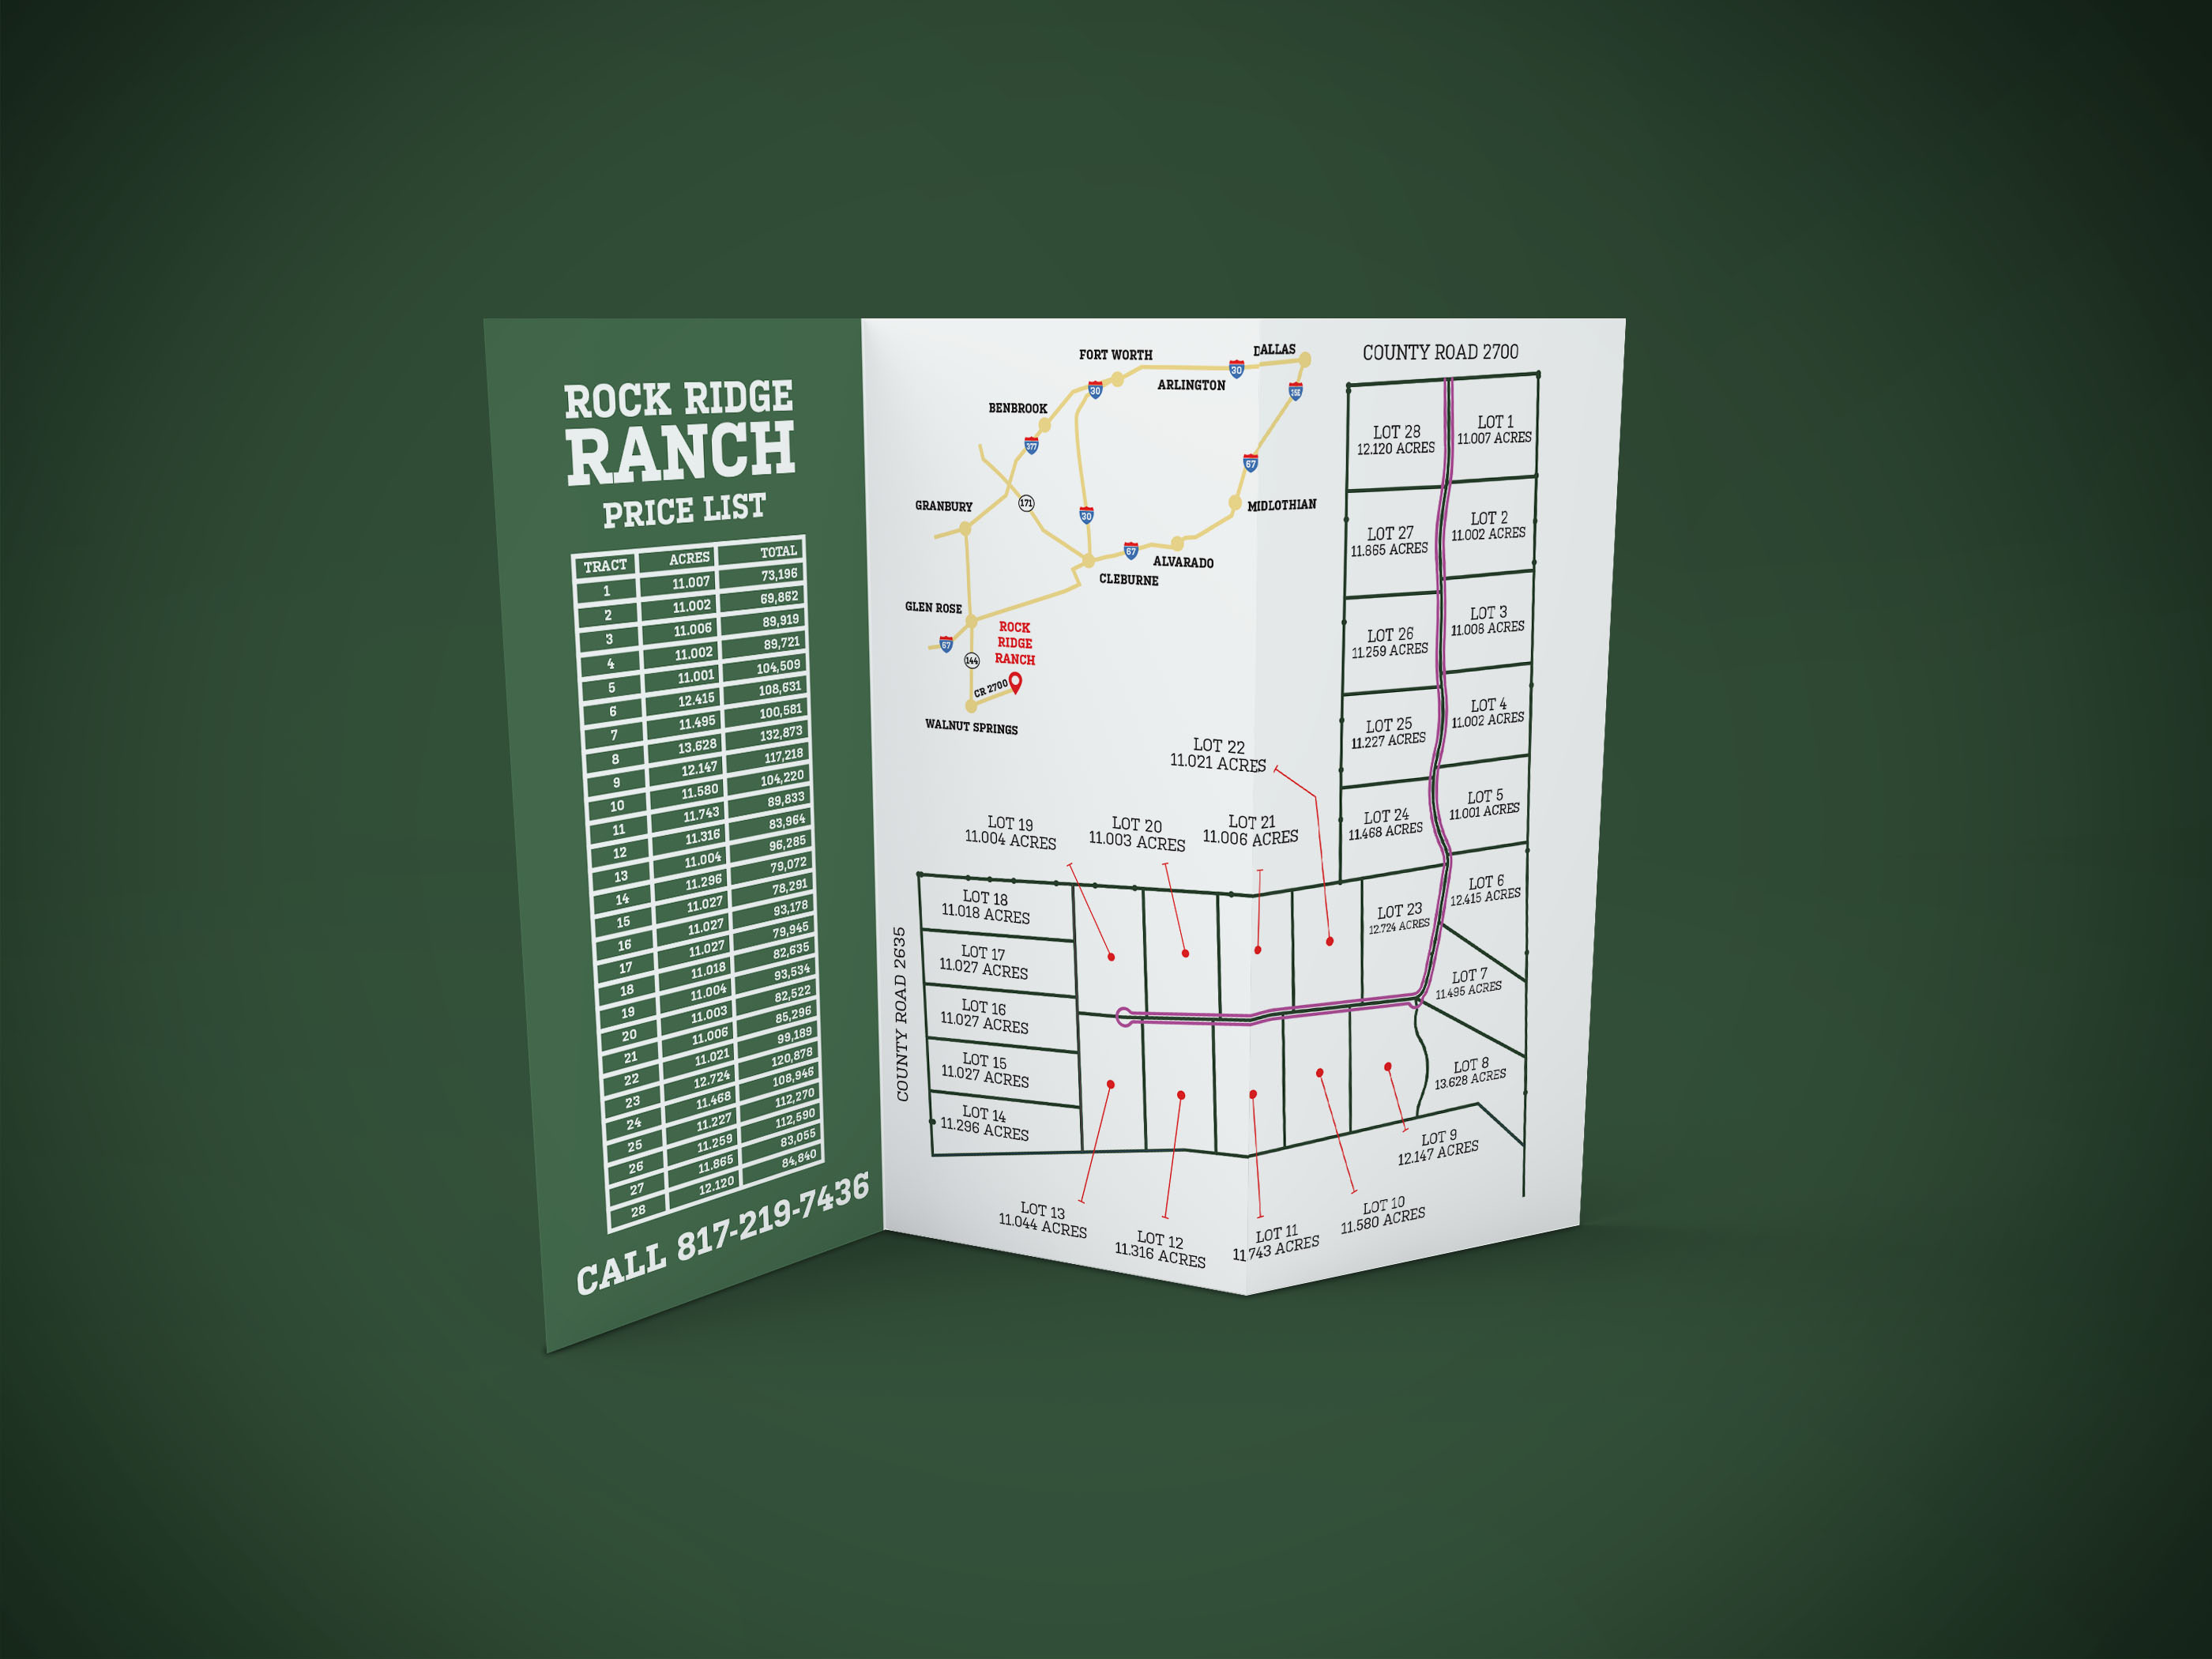 ROCK RIDGE
RANCH
PRICE LIST
TRACT ACRES TOTAL
1 11.007 73,196
2 11.002 69,862
3 11.006 89,919
4 11.002 89,721
5 11.001 104,509
6 12.415 108,631
7 11.495 100,581
8 13.628 132,873
9 12.147 117,218
10 11.580 104,220
11 11.743 89,833
12 11.316 83,964
13 11.004 96,285
14 11.296 79,072
15 11.027 78,291
16 11.027 93,178
17 11.027 79,945
18 11.018 82,635
19 11.004 93,534
20 11.003 82,522
21 11.006 85,296
22 11.021 99,189
23 12.724 120,878
24 11.468 108,946
25 11.227 112,270
26 11.259 112,590
27 11.865 83,055
28 12.120 84,840
CALL 817-219-7436
FORT WORTH
DALLAS
30
ARLINGTON
30
BENBROOK
377
67
171
MIDLOTHIAN
GRANBURY
30
67
ALVARADO
CLEBURNE
GLEN ROSE
67
144
ROCK
RIDGE
RANCH
CR 2700
WALNUT SPRINGS
COUNTY ROAD 2700
LOT 28
12.120 ACRES
LOT 1
11.007 ACRES
LOT 27
11.865 ACRES
LOT 2
11.002 ACRES
LOT 26
11.259 ACRES
LOT 3
11.008 ACRES
LOT 25
11.227 ACRES
LOT 4
11.002 ACRES
LOT 24
11.468 ACRES
LOT 5
11.001 ACRES
LOT 22
11.021 ACRES
LOT 19
11.004 ACRES
LOT 20
11.003 ACRES
LOT 21
11.006 ACRES
LOT 23
12.724 ACRES
LOT 6
12.415 ACRES
LOT 7
11.495 ACRES
LOT 8
13.628 ACRES
COUNTY ROAD 2635
LOT 18
11.018 ACRES
LOT 17
11.027 ACRES
LOT 16
11.027 ACRES
LOT 15
11.027 ACRES
LOT 14
11.296 ACRES
LOT 13
11.044 ACRES
LOT 12
11.316 ACRES
LOT 11
11.743 ACRES
LOT 10
11.580 ACRES
LOT 9
12.147 ACRES